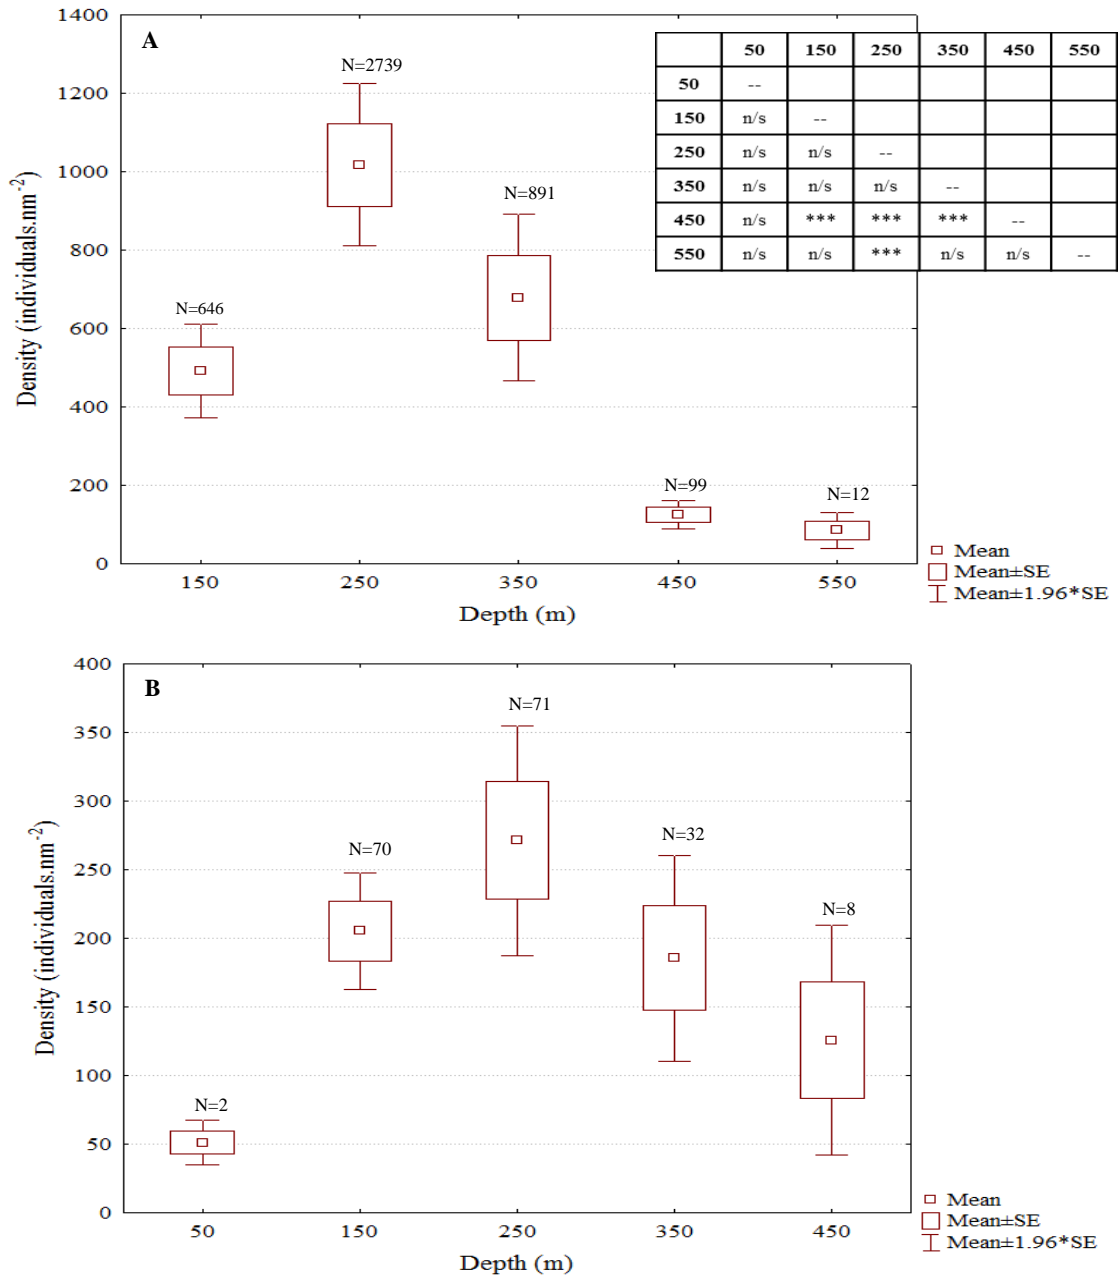 A
Density (individuals.nm⁻²)
1400
1200
1000
800
600
400
200
0
N=646
N=2739
N=891
N=99
N=12
150 250 350 450 550
Depth (m)
50 150 250 350 450 550
50 --
150 n/s --
250 n/s n/s --
350 n/s n/s n/s --
450 n/s *** *** *** --
550 n/s n/s *** n/s n/s --
Mean
Mean±SE
Mean±1.96*SE
B
Density (individuals.nm⁻²)
400
350
300
250
200
150
100
50
0
N=2
N=70
N=71
N=32
N=8
50 150 250 350 450
Depth (m)
Mean
Mean±SE
Mean±1.96*SE